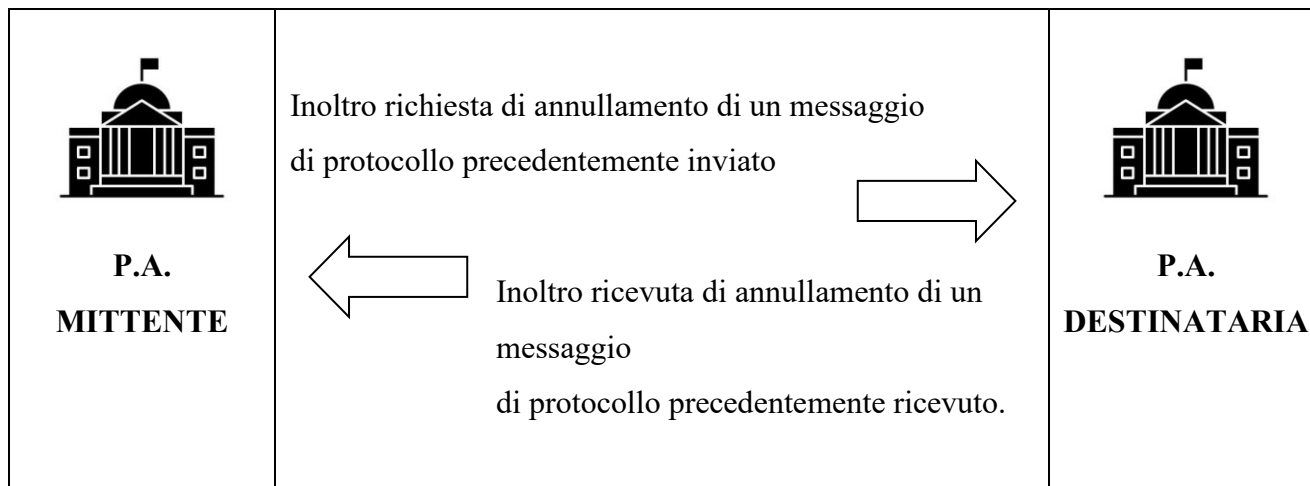 P.A.
MITTENTE
Inoltro richiesta di annullamento di un messaggio
di protocollo precedentemente inviato
Inoltro ricevuta di annullamento di un
messaggio
di protocollo precedentemente ricevuto.
P.A.
DESTINATARIA